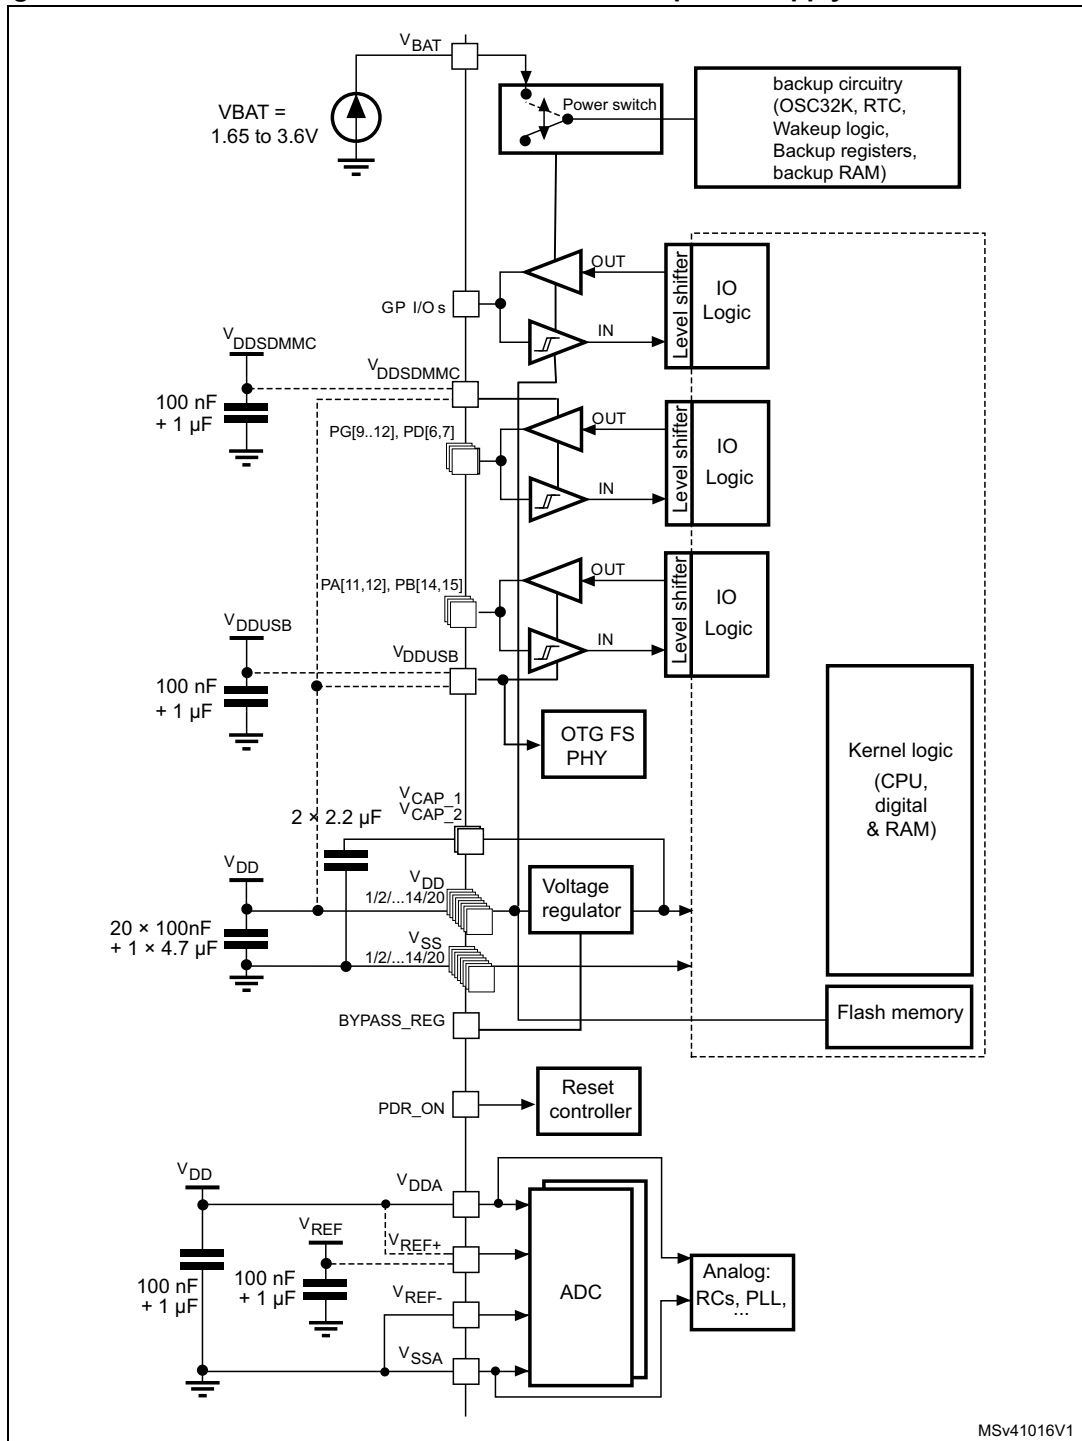 VBAT
VBAT =
1.65 to 3.6V
Power switch
backup circuitry
(OSC32K, RTC,
Wakeup logic,
Backup registers,
backup RAM)
OUT
Level shifter
IO
Logic
GP I/Os
IN
VDDSDMMC
VDDSDMMC
100 nF
+ 1 µF
OUT
Level shifter
IO
Logic
PG[9..12], PD[6,7]
IN
OUT
Level shifter
IO
Logic
PA[11,12], PB[14,15]
IN
VDDUSB
VDDUSB
100 nF
+ 1 µF
OTG FS
PHY
Kernel logic
(CPU,
digital
& RAM)
VCAP_1
VCAP_2
2 × 2.2 µF
VDD
VDD
1/2/...14/20
Voltage
regulator
20 × 100nF
+ 1 × 4.7 µF
VSS
1/2/...14/20
Flash memory
BYPASS_REG
Reset
controller
PDR_ON
VDD
VDDA
VREF
VREF+
100 nF
+ 1 µF
100 nF
+ 1 µF
VREF-
ADC
Analog:
RCs, PLL,
...
VSSA
MSv41016V1